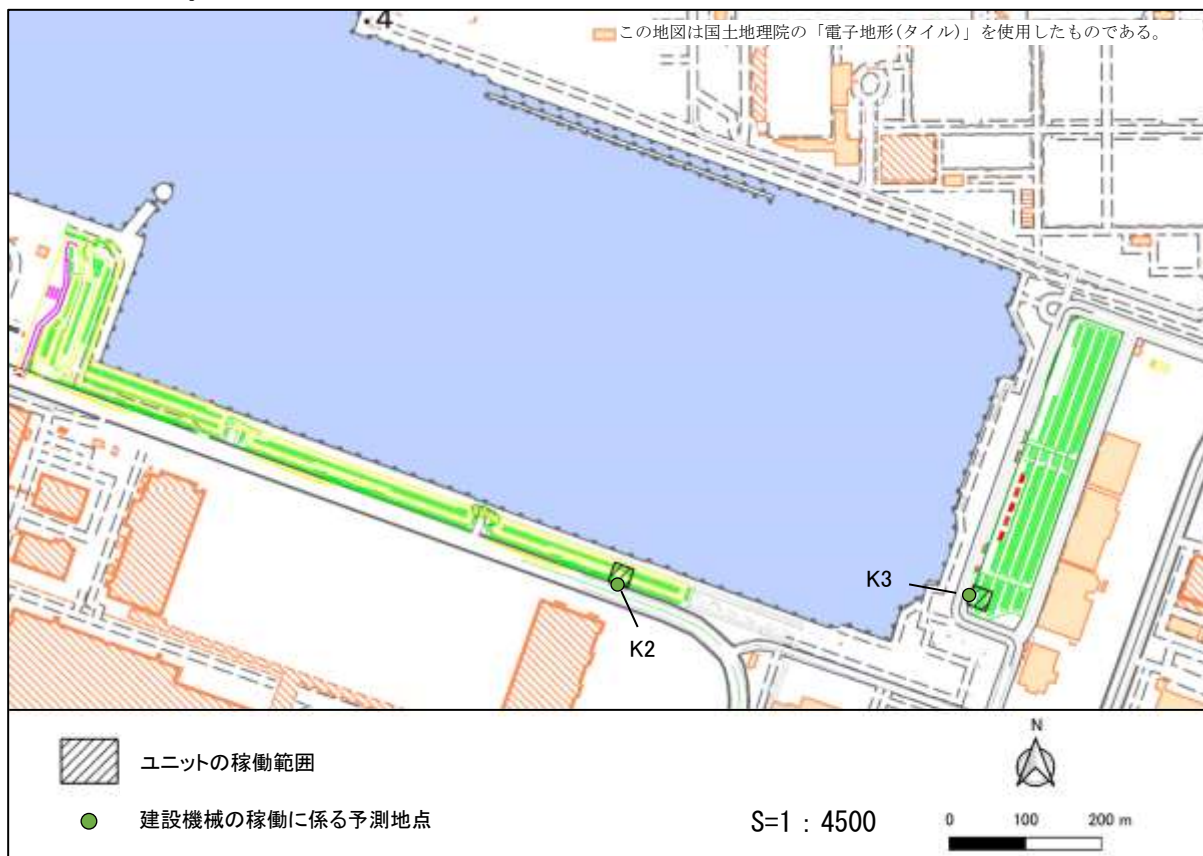 4
この地図は国土地理院の「電子地形(タイル)」を使用したものである。
K3
K2
ユニットの稼働範囲
建設機械の稼働に係る予測地点
S=1 : 4500
N
0 100 200 m